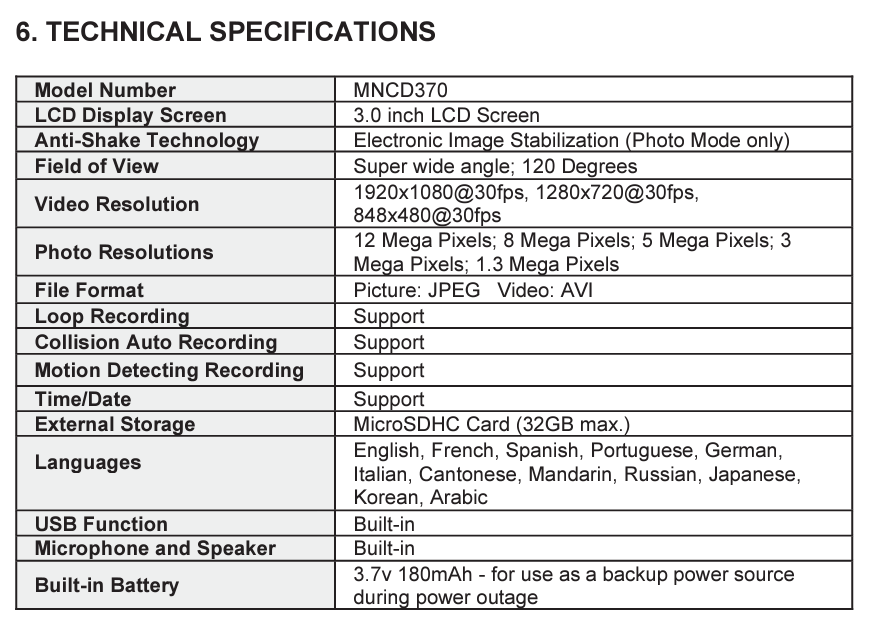 6. TECHNICAL SPECIFICATIONS
Model Number MNCD370
LCD Display Screen 3.0 inch LCD Screen
Anti-Shake Technology Electronic Image Stabilization (Photo Mode only)
Field of View Super wide angle; 120 Degrees
Video Resolution 1920x1080@30fps, 1280x720@30fps,
848x480@30fps
Photo Resolutions 12 Mega Pixels; 8 Mega Pixels; 5 Mega Pixels; 3
Mega Pixels; 1.3 Mega Pixels
File Format Picture: JPEG   Video: AVI
Loop Recording Support
Collision Auto Recording Support
Motion Detecting Recording Support
Time/Date Support
External Storage MicroSDHC Card (32GB max.)
Languages English, French, Spanish, Portuguese, German,
Italian, Cantonese, Mandarin, Russian, Japanese,
Korean, Arabic
USB Function Built-in
Microphone and Speaker Built-in
Built-in Battery 3.7v 180mAh - for use as a backup power source
during power outage